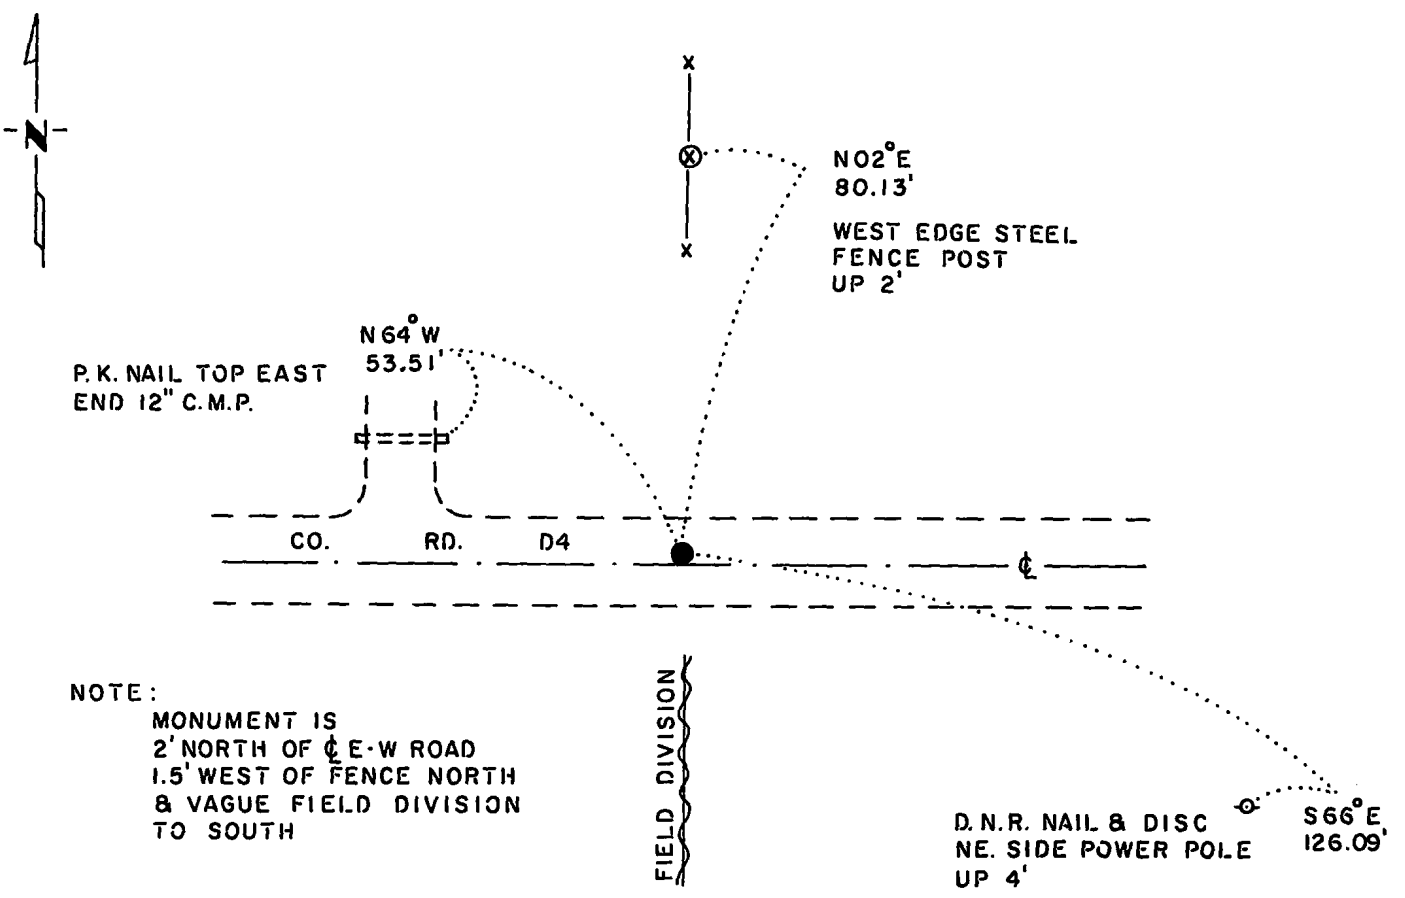 N
X
X
X
N02°E
80.13'
WEST EDGE STEEL
FENCE POST
UP 2'
N64°W
53.51'
P.K. NAIL TOP EAST
END 12" C.M.P.
CO. RD. D4
℄
NOTE:
MONUMENT IS
2' NORTH OF ℄ E-W ROAD
1.5' WEST OF FENCE NORTH
& VAGUE FIELD DIVISION
TO SOUTH
FIELD DIVISION
D.N.R. NAIL & DISC
NE. SIDE POWER POLE
UP 4'
S66°E
126.09'